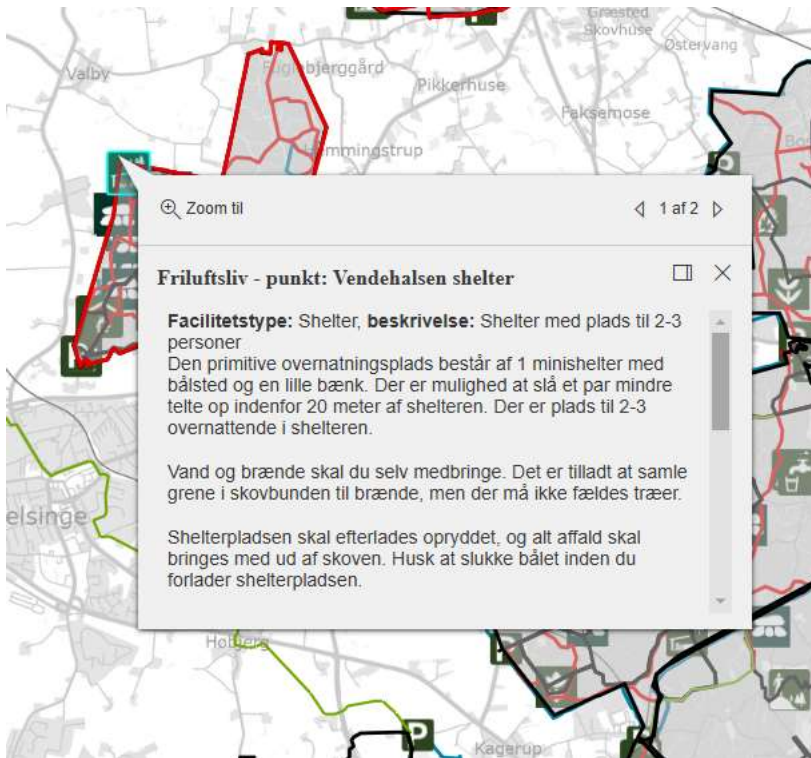 Græsted
Skovhuse
Østervang
Valby
Fuglebjerggård
Pikkerhuse
Faksemose
Hemmingstrup
Zoom til
1 af 2
Friluftsliv - punkt: Vendehalsen shelter
Facilitetstype: Shelter, beskrivelse: Shelter med plads til 2-3
personer
Den primitive overnatningsplads består af 1 minishelter med
bålsted og en lille bænk. Der er mulighed at slå et par mindre
telte op indenfor 20 meter af shelteren. Der er plads til 2-3
overnattende i shelteren.
Vand og brænde skal du selv medbringe. Det er tilladt at samle
grene i skovbunden til brænde, men der må ikke fældes træer.
elsinge
Shelterpladsen skal efterlades opryddet, og alt affald skal
bringes med ud af skoven. Husk at slukke bålet inden du
forlader shelterpladsen.
Høbjerg
P
Kagerup